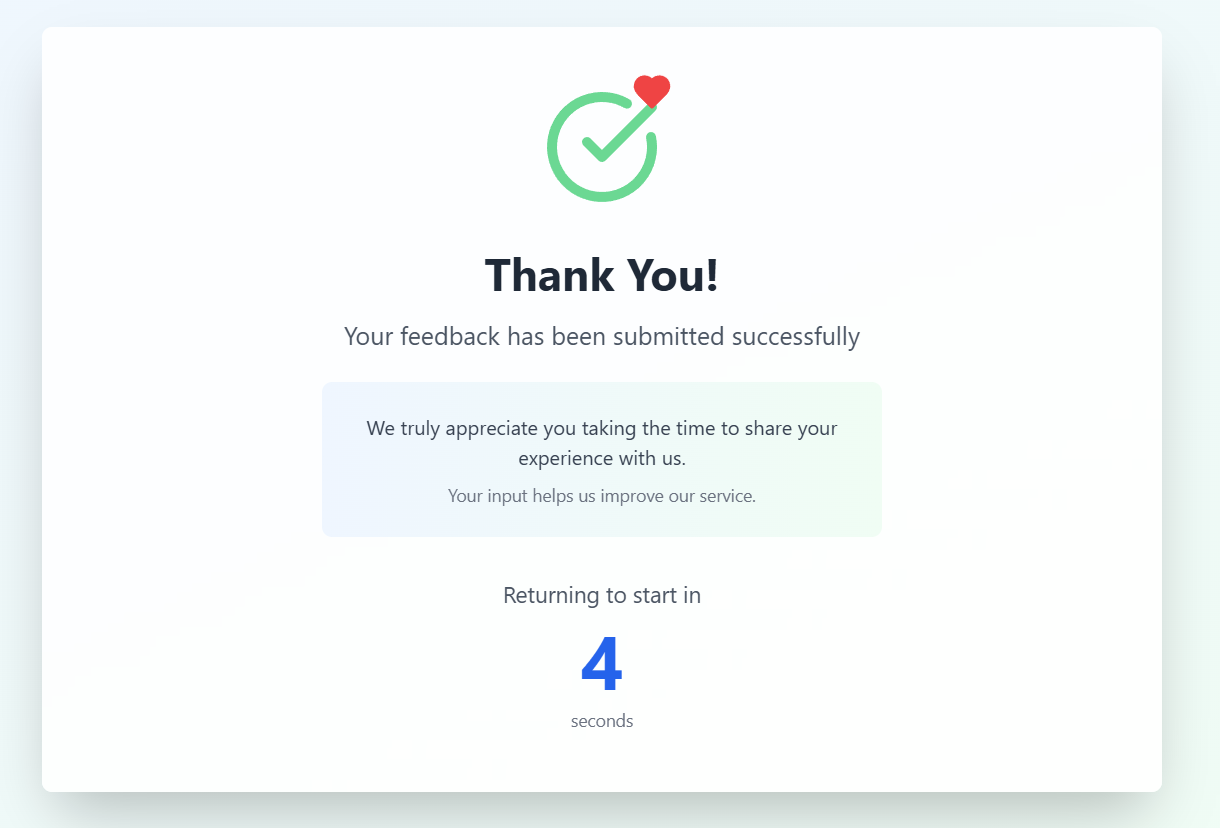 Thank You!
Your feedback has been submitted successfully
We truly appreciate you taking the time to share your
experience with us.
Your input helps us improve our service.
Returning to start in
4
seconds